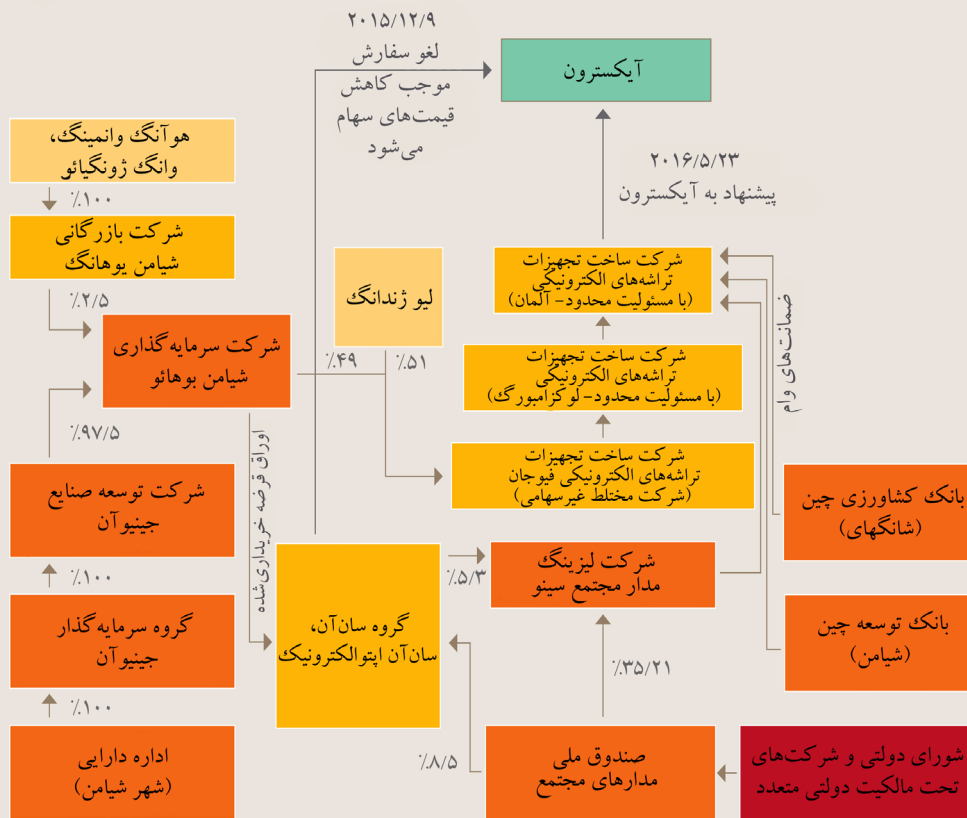 ۲۰۱۵/۱۲/۹
لغو سفارش
موجب کاهش
قیمت‌های سهام
می‌شود
آیکسترون
هوآنگ وانمینگ،
وانگ ژونگیائو
٪۱۰۰
شرکت بازرگانی
شیامن یوهانگ
٪۲/۵
شرکت سرمایه‌گذاری
شیامن بوهائو
٪۹۷/۵
شرکت توسعه صنایع
جینیوآن
٪۱۰۰
گروه سرمایه‌گذار
جینیوآن
٪۱۰۰
اداره دارایی
(شهر شیامن)
لیو ژندانگ
٪۴۹
٪۵۱
اوراق قرضه خریداری‌شده
۲۰۱۶/۵/۲۳
پیشنهاد به آیکسترون
شرکت ساخت تجهیزات
تراشه‌های الکترونیکی
(با مسئولیت محدود- آلمان)
شرکت ساخت تجهیزات
تراشه‌های الکترونیکی
(با مسئولیت محدود- لوکزامبورگ)
شرکت ساخت تجهیزات
تراشه‌های الکترونیکی فیوجان
(شرکت مختلط غیرسهامی)
ضمانت‌های وام
بانک کشاورزی چین
(شانگهای)
بانک توسعه چین
(شیامن)
گروه سان‌آن،
سان‌آن اپتوالکترونیک
٪۵/۳
شرکت لیزینگ
مدار مجتمع سینو
٪۳۵/۲۱
٪۸/۵
صندوق ملی
مدارهای مجتمع
شورای دولتی و شرکت‌های
تحت مالکیت دولتی متعدد